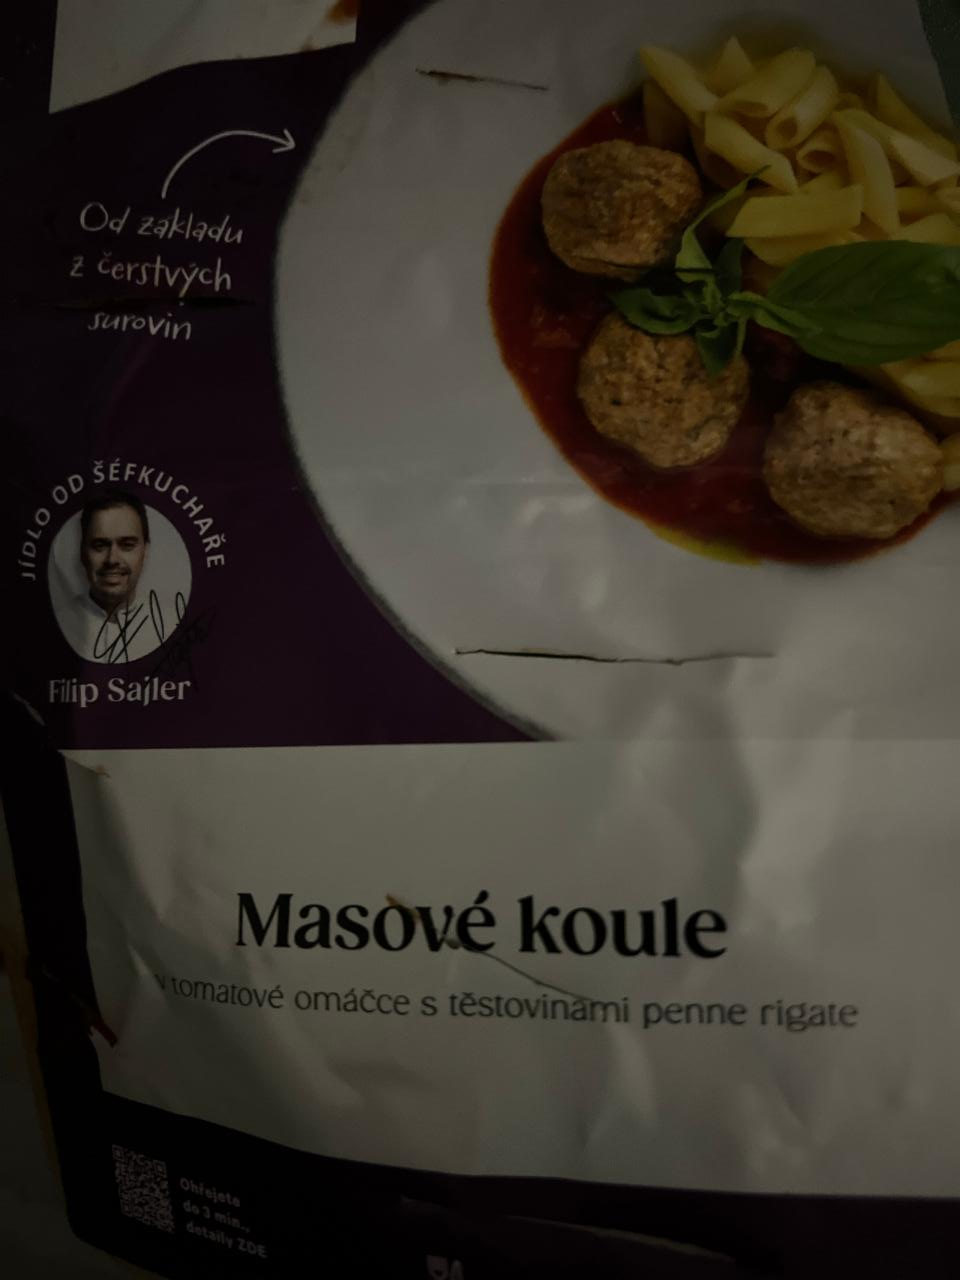 Od základu
z čerstvých
surovin
JÍDLO OD ŠÉFKUCHAŘE
Filip Sajler
Masové koule
v tomatové omáčce s těstovinami penne rigate
Ohřejete
do 3 min.,
detaily ZDE